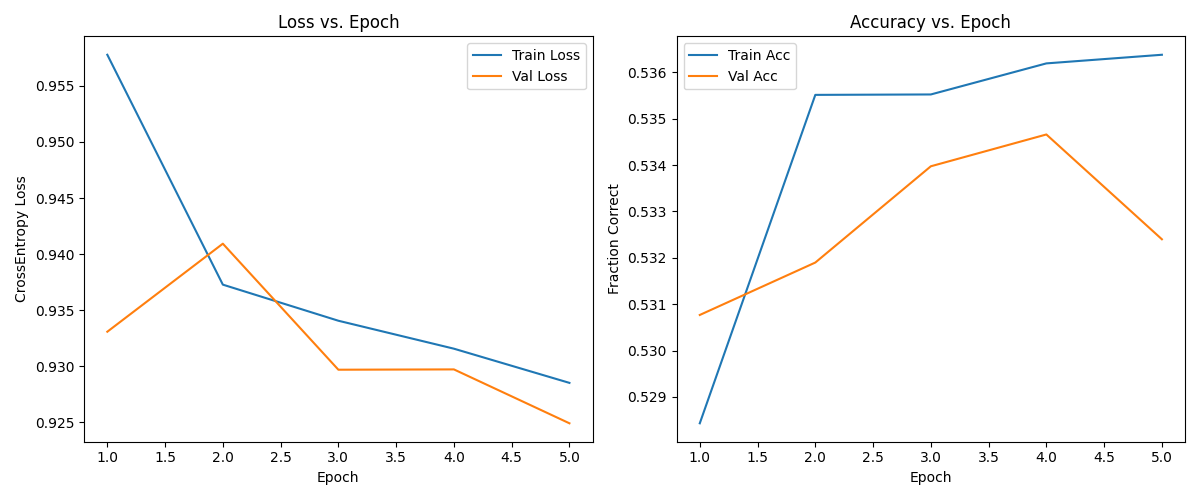 Loss vs. Epoch
Train Loss
Val Loss
0.955
0.950
0.945
0.940
0.935
0.930
0.925
CrossEntropy Loss
1.0 1.5 2.0 2.5 3.0 3.5 4.0 4.5 5.0
Epoch
Accuracy vs. Epoch
Train Acc
Val Acc
0.536
0.535
0.534
0.533
0.532
0.531
0.530
0.529
Fraction Correct
1.0 1.5 2.0 2.5 3.0 3.5 4.0 4.5 5.0
Epoch